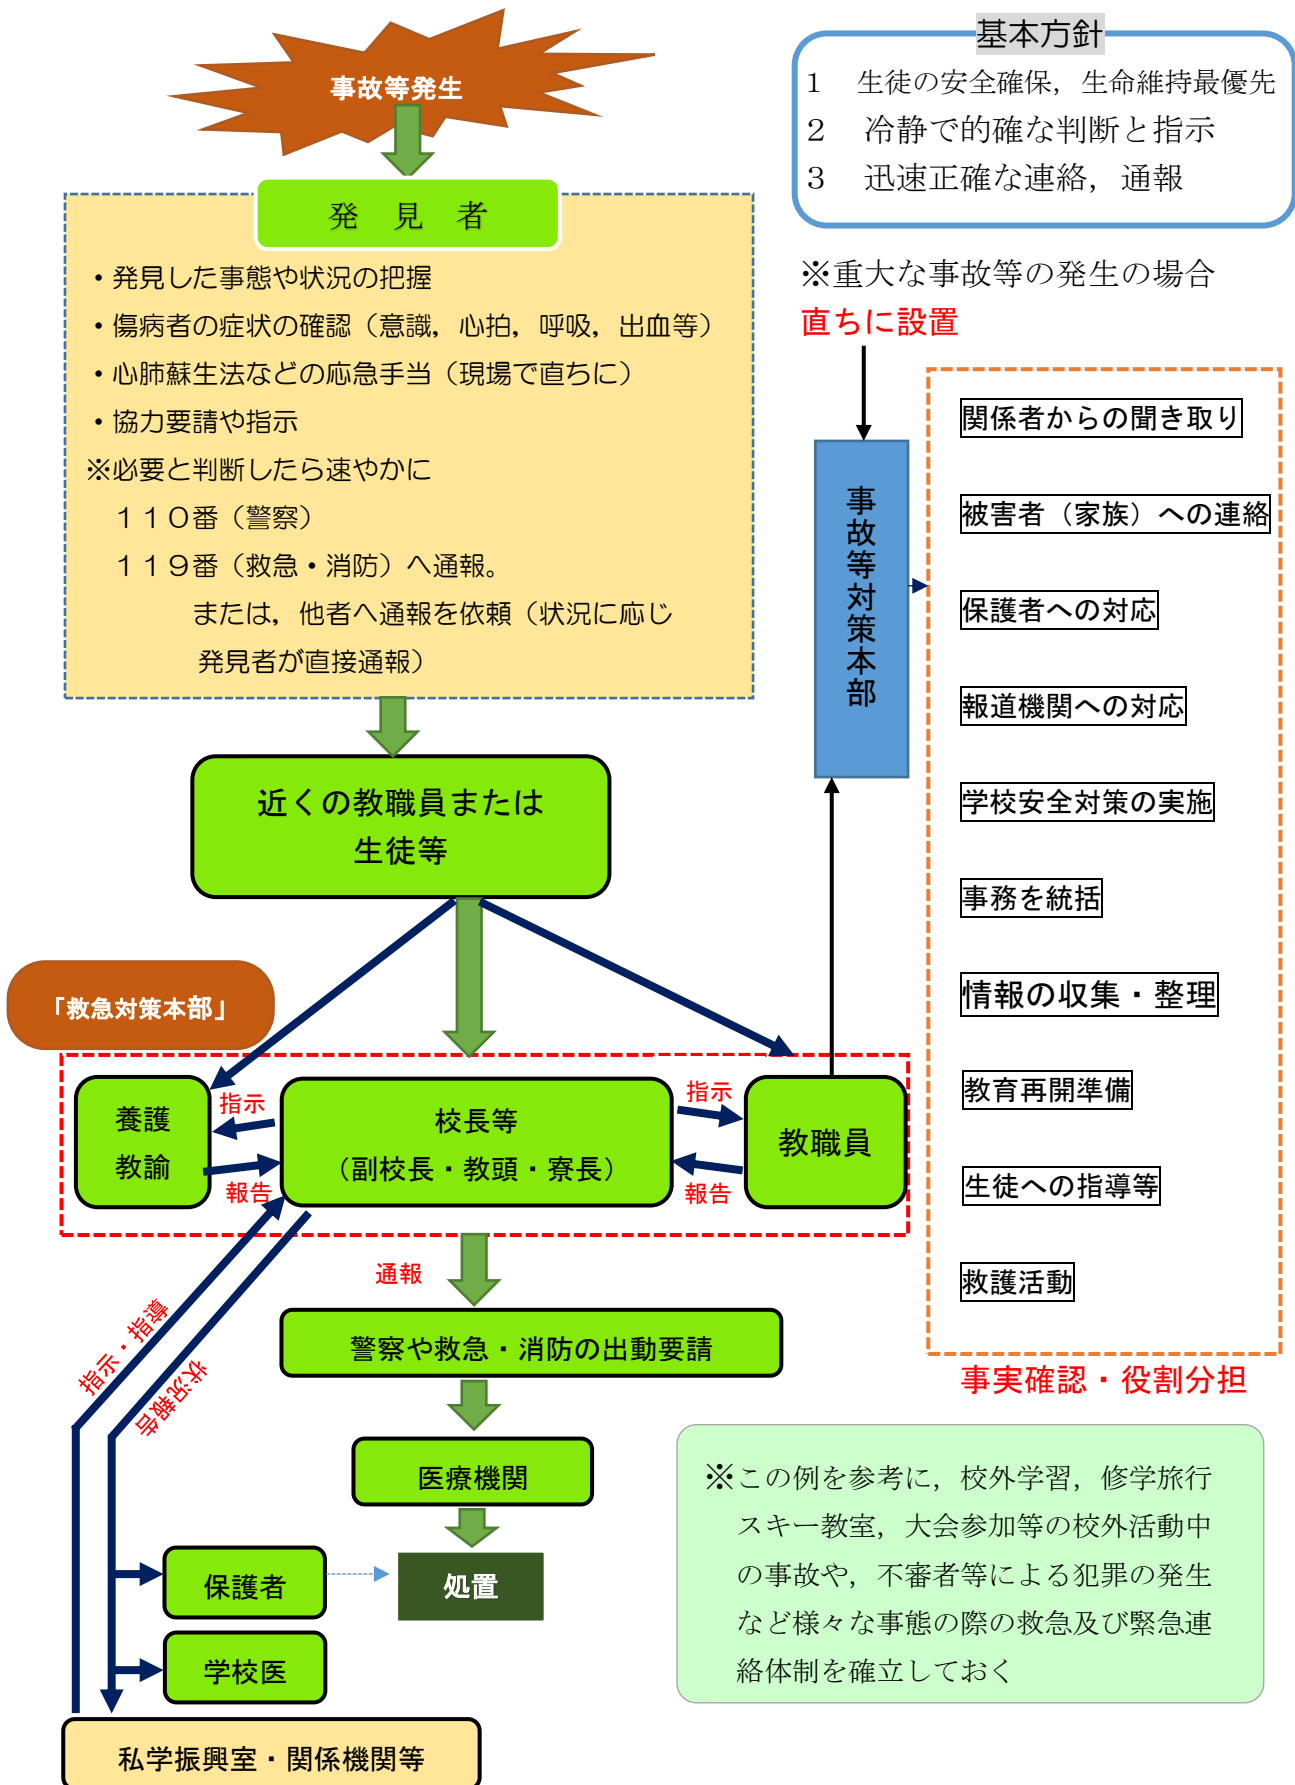 事故等発生
基本方針
１　生徒の安全確保，生命維持最優先
２　冷静で的確な判断と指示
３　迅速正確な連絡，通報
発　見　者
・発見した事態や状況の把握
・傷病者の症状の確認（意識，心拍，呼吸，出血等）
・心肺蘇生法などの応急手当（現場で直ちに）
・協力要請や指示
※必要と判断したら速やかに
１１０番（警察）
１１９番（救急・消防）へ通報。
または，他者へ通報を依頼（状況に応じ
発見者が直接通報）
※重大な事故等の発生の場合
直ちに設置
事故等対策本部
関係者からの聞き取り
被害者（家族）への連絡
保護者への対応
報道機関への対応
学校安全対策の実施
事務を統括
情報の収集・整理
教育再開準備
生徒への指導等
救護活動
事実確認・役割分担
近くの教職員または
生徒等
「救急対策本部」
養護
教諭
指示
報告
校長等
（副校長・教頭・寮長）
指示
報告
教職員
通報
警察や救急・消防の出動要請
指示・指導
状況報告
医療機関
保護者
処置
学校医
私学振興室・関係機関等
※この例を参考に，校外学習，修学旅行
スキー教室，大会参加等の校外活動中
の事故や，不審者等による犯罪の発生
など様々な事態の際の救急及び緊急連
絡体制を確立しておく